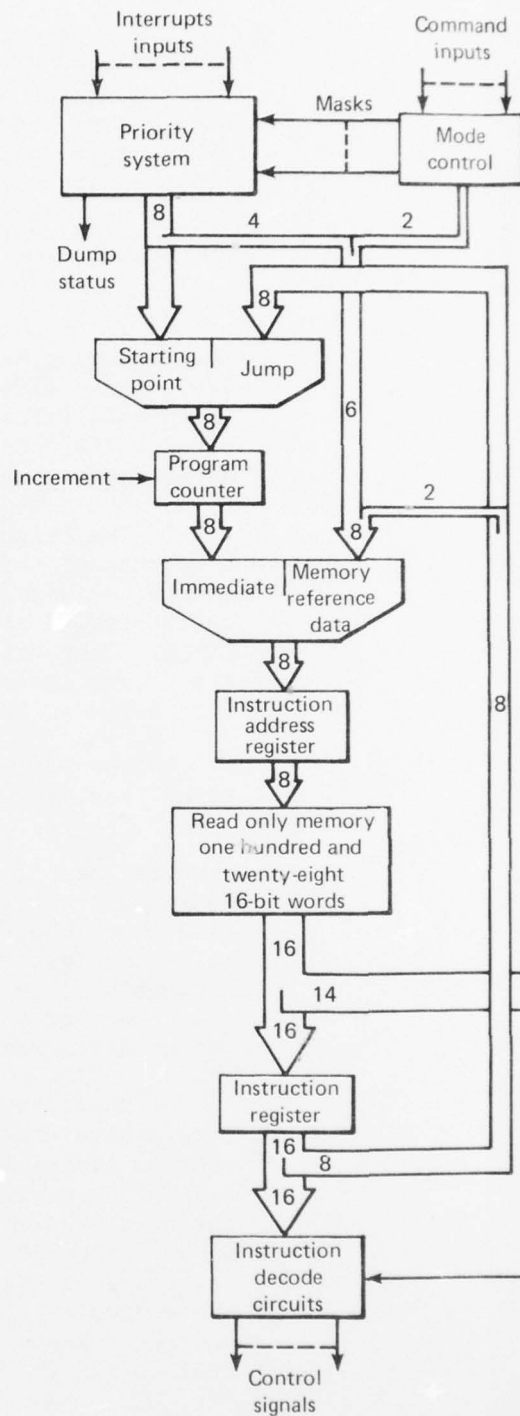 Interrupts
inputs
Command
inputs
Priority
system
Masks
Mode
control
8
4
2
Dump
status
8
Starting
point
Jump
6
8
Increment
Program
counter
2
8
8
Immediate
Memory
reference
data
8
8
Instruction
address
register
8
Read only memory
one hundred and
twenty-eight
16-bit words
16
14
16
Instruction
register
16
8
16
Instruction
decode
circuits
Control
signals